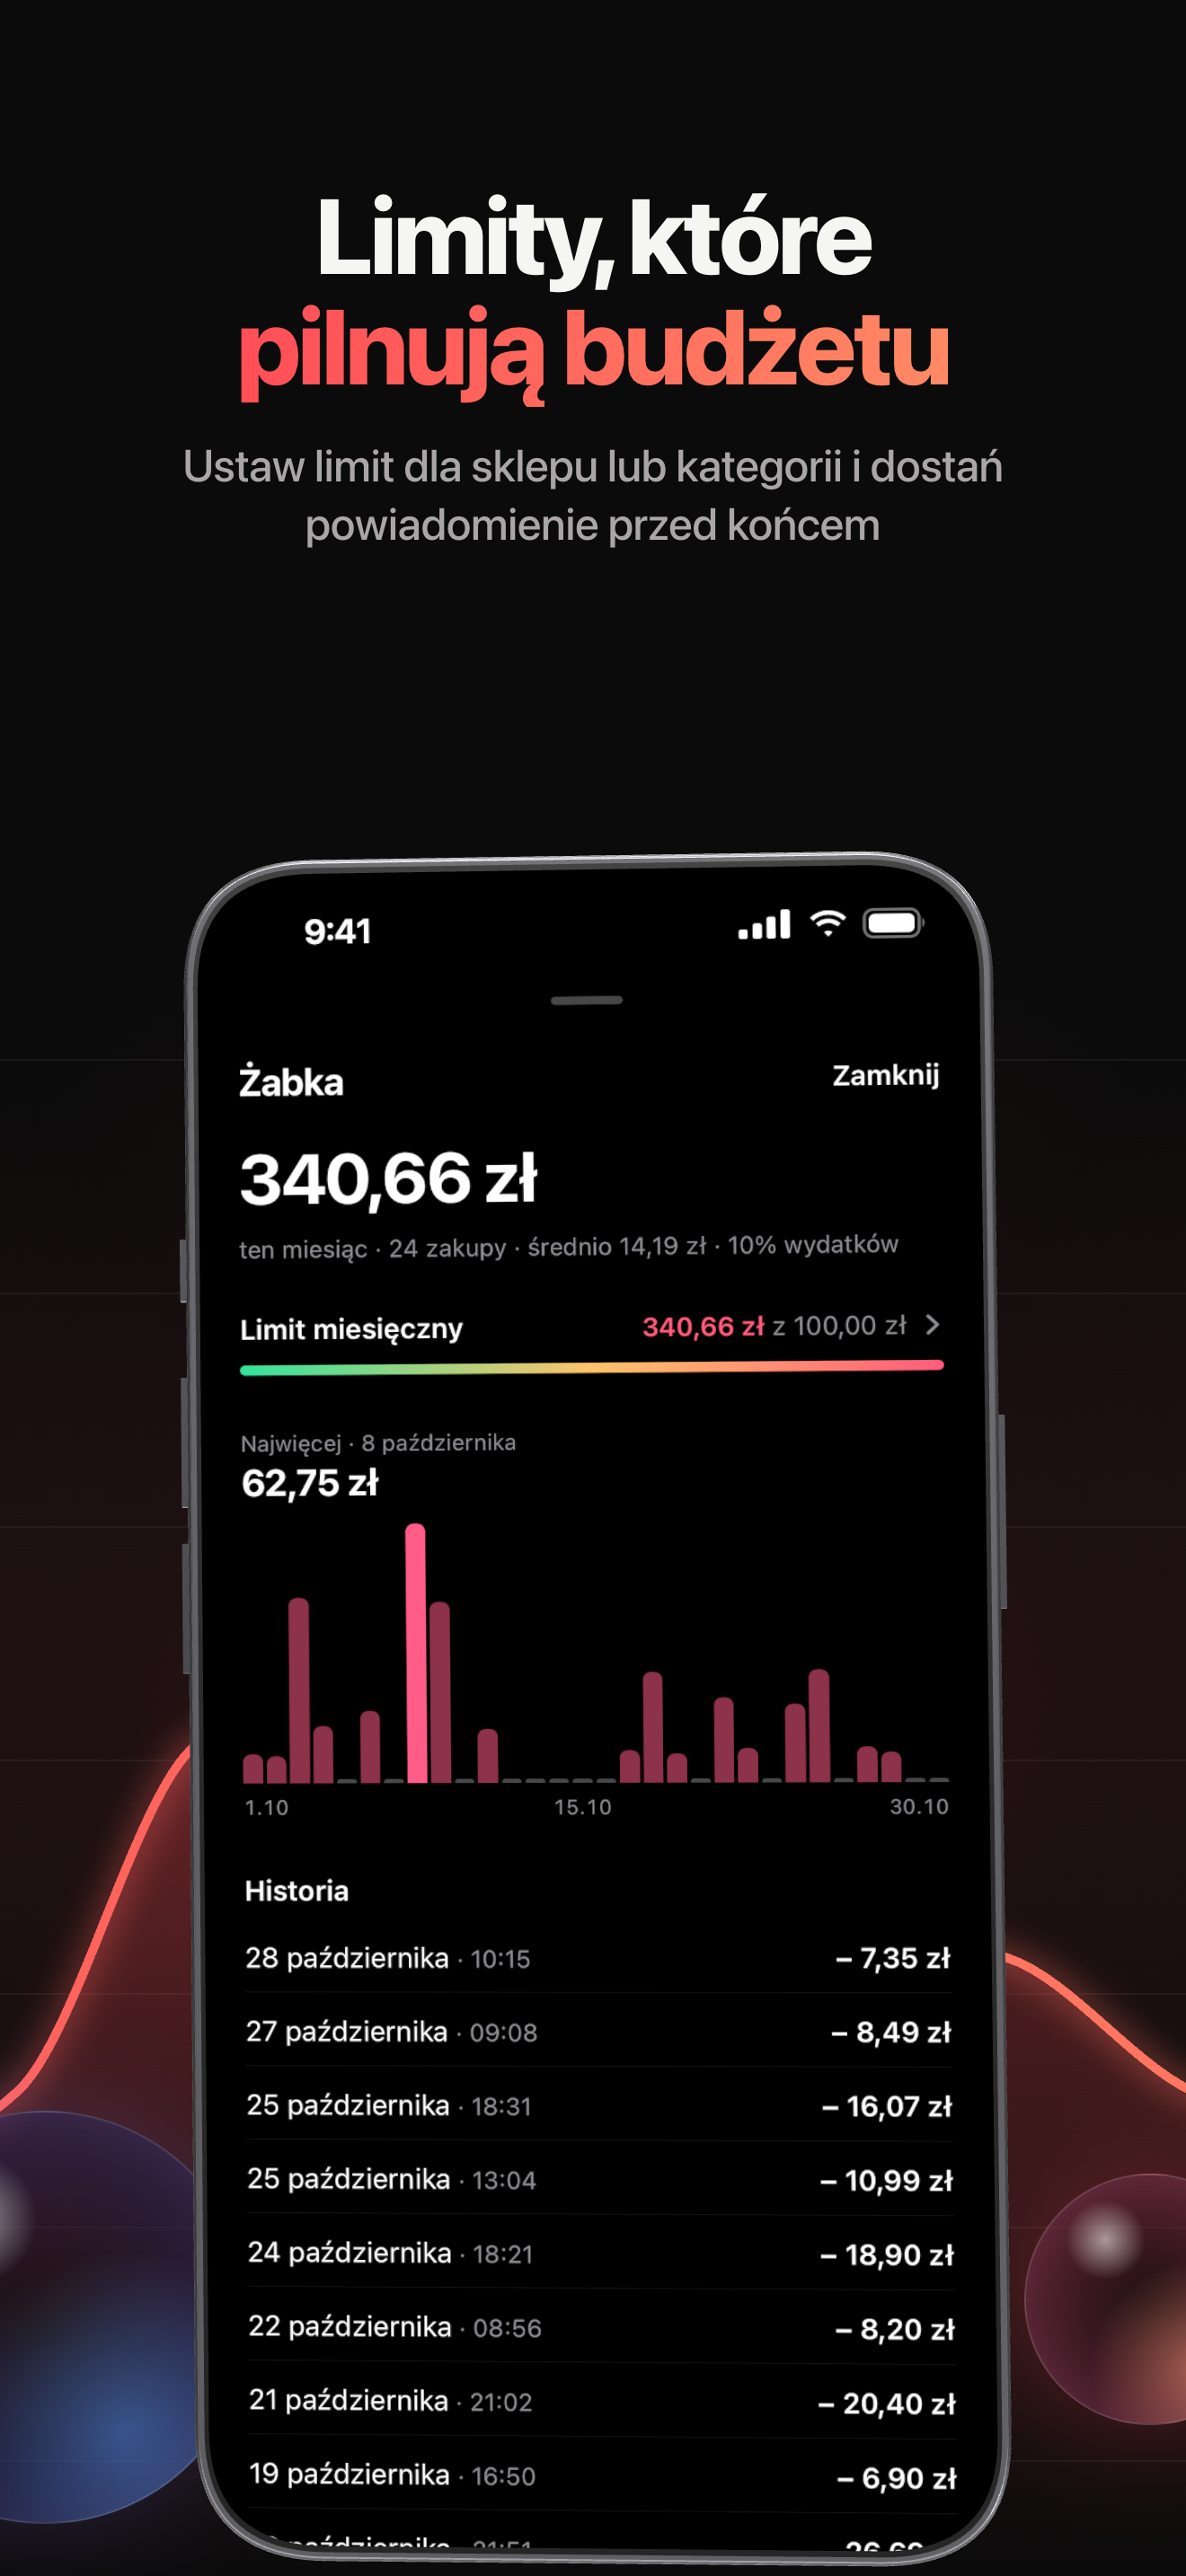 Limity, które
pilnują budżetu
Ustaw limit dla sklepu lub kategorii i dostań
powiadomienie przed końcem
9:41
Żabka Zamknij
340,66 zł
ten miesiąc · 24 zakupy · średnio 14,19 zł · 10% wydatków
Limit miesięczny 340,66 zł z 100,00 zł
Najwięcej · 8 października
62,75 zł
1.10 15.10 30.10
Historia
28 października · 10:15 – 7,35 zł
27 października · 09:08 – 8,49 zł
25 października · 18:31 – 16,07 zł
25 października · 13:04 – 10,99 zł
24 października · 18:21 – 18,90 zł
22 października · 08:56 – 8,20 zł
21 października · 21:02 – 20,40 zł
19 października · 16:50 – 6,90 zł
października